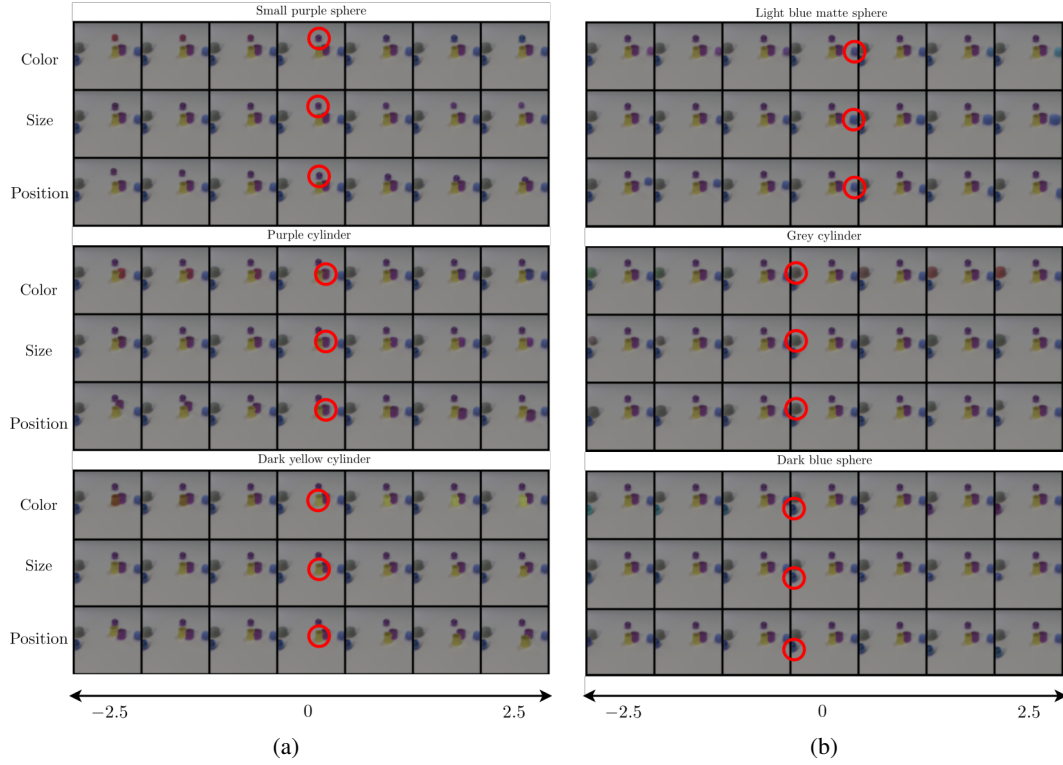 Small purple sphere
Color
Size
Position
Purple cylinder
Color
Size
Position
Dark yellow cylinder
Color
Size
Position
−2.5 0 2.5
(a)
Light blue matte sphere
Grey cylinder
Dark blue sphere
−2.5 0 2.5
(b)